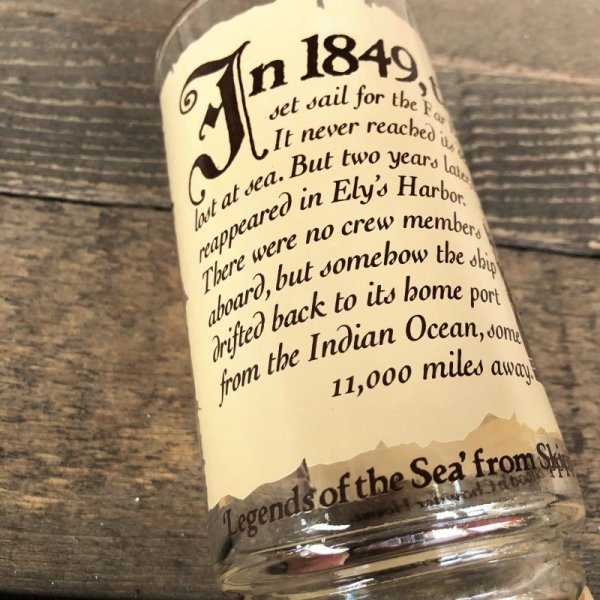 In 1849,
set sail for the Far
It never reached its
lost at sea. But two years later
reappeared in Ely's Harbor.
There were no crew members
aboard, but somehow the ship
drifted back to its home port
from the Indian Ocean, some
11,000 miles away.
'Legends of the Sea' from